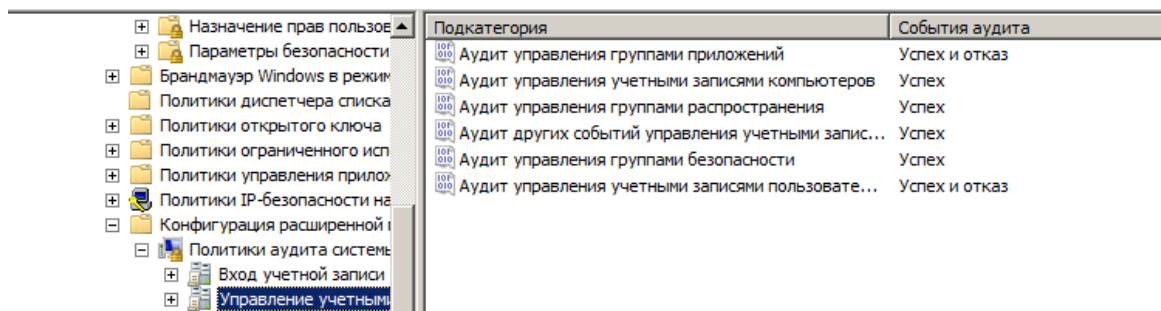 Назначение прав пользов
Параметры безопасности
Брандмауэр Windows в режим
Политики диспетчера списка
Политики открытого ключа
Политики ограниченного исп
Политики управления прилож
Политики IP-безопасности на
Конфигурация расширенной
Политики аудита системы
Вход учетной записи
Управление учетными
Подкатегория События аудита
Аудит управления группами приложений Успех и отказ
Аудит управления учетными записями компьютеров Успех
Аудит управления группами распространения Успех
Аудит других событий управления учетными запис... Успех
Аудит управления группами безопасности Успех
Аудит управления учетными записями пользовате... Успех и отказ